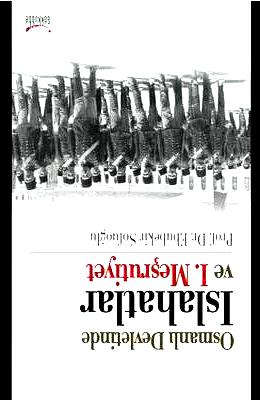 Osmanlı Devletinde
Islahatlar
ve I. Meşrutiyet
Prof. Dr. Ebubekir Sofuoğlu